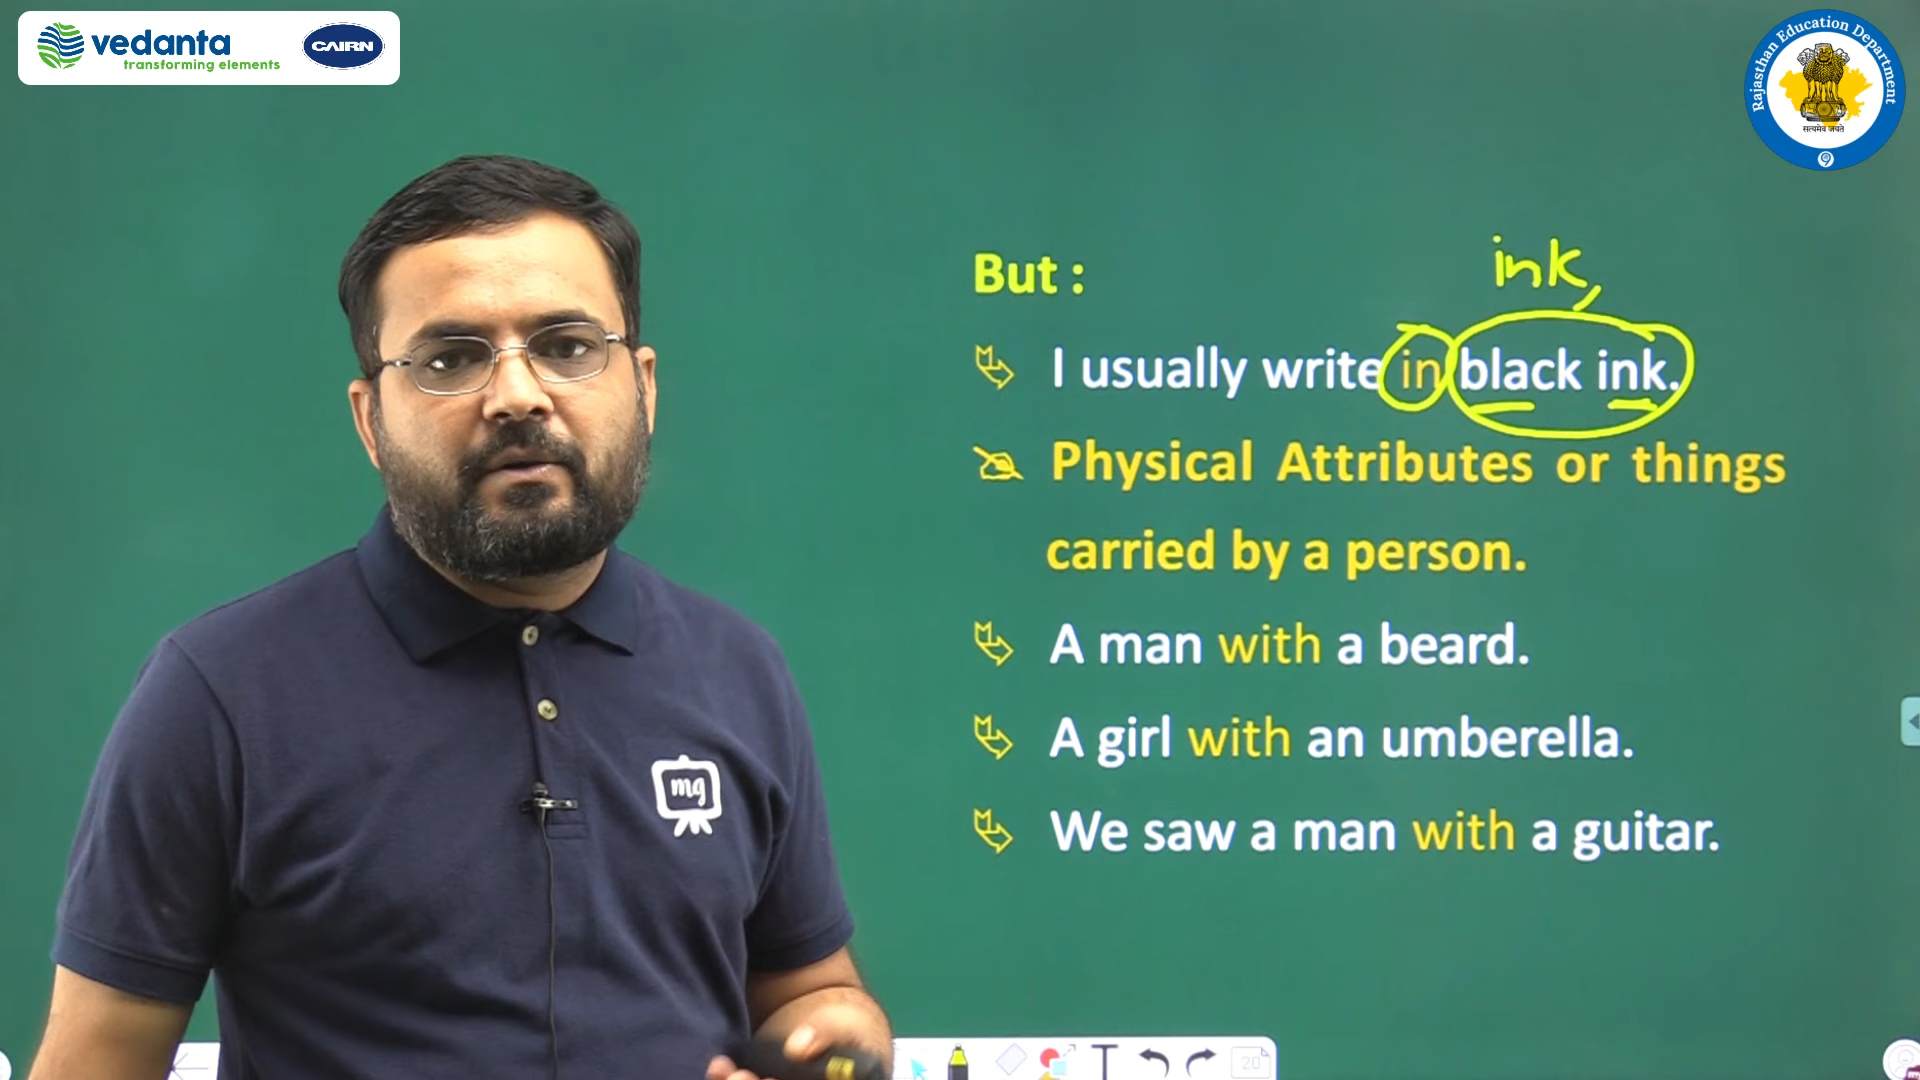 vedanta
transforming elements
CAIRN
Rajasthan Education Department
सत्यमेव जयते
ink,
But :
I usually write in black ink.
Physical Attributes or things
carried by a person.
A man with a beard.
A girl with an umberella.
We saw a man with a guitar.
mg
T
20